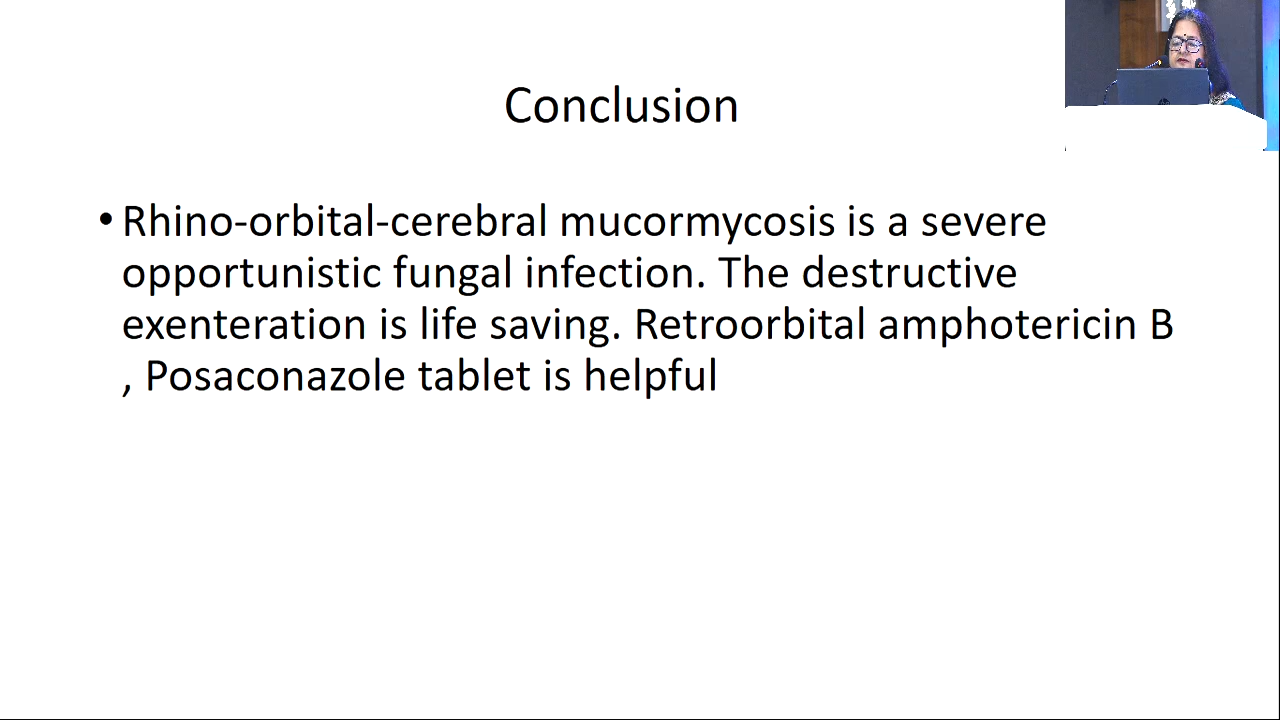 Conclusion
• Rhino-orbital-cerebral mucormycosis is a severe
opportunistic fungal infection. The destructive
exenteration is life saving. Retroorbital amphotericin B
, Posaconazole tablet is helpful